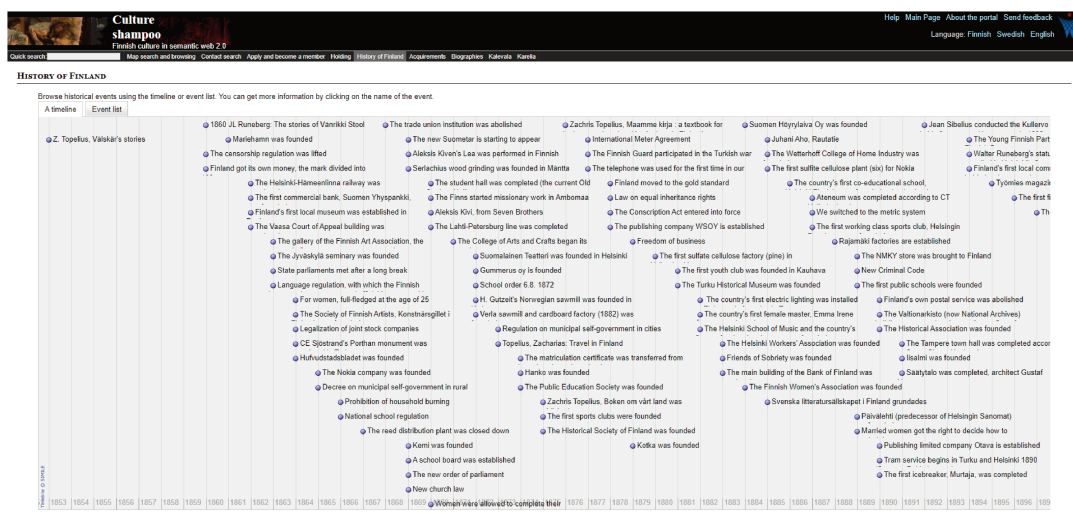 Culture
shampoo
Finnish culture in semantic web 2.0
Help Main Page About the portal Send feedback
Language: Finnish Swedish English
Quick search: Map search and browsing Contact search Apply and become a member Holding History of Finland Acquirements Biographies Kalevala Karelia
HISTORY OF FINLAND
Browse historical events using the timeline or event list. You can get more information by clicking on the name of the event.
A timeline Event list
1860 JL Runeberg: The stories of Vänrikki Stool The trade union institution was abolished Zachris Topelius, Maamme kirja : a textbook for Suomen Höyrylaiva Oy was founded Jean Sibelius conducted the Kullervo
Z. Topelius, Välskär's stories Mariehamn was founded The new Suometar is starting to appear International Meter Agreement Juhani Aho, Rautatie The Young Finnish Part
The censorship regulation was lifted Aleksis Kiven's Lea was performed in Finnish The Finnish Guard participated in the Turkish war The Wetterhoff College of Home Industry was Walter Runeberg's statu
Finland got its own money, the mark divided into Serlachius wood grinding was founded in Mäntta The telephone was used for the first time in our The first sulfite cellulose plant (six) for Nokia Finland's first local com
The Helsinki-Hämeenlinna railway was The student hall was completed (the current Old Finland moved to the gold standard The country's first co-educational school, Työmies magazin
The first commercial bank, Suomen Yhyspankki, The Finns started missionary work in Ambomaa Law on equal inheritance rights Ateneum was completed according to CT The first fi
Finland's first local museum was established in Aleksis Kivi, from Seven Brothers The Conscription Act entered into force We switched to the metric system The
The Vaasa Court of Appeal building was The Lahti-Petersburg line was completed The publishing company WSOY is established The first working class sports club, Helsingin
The gallery of the Finnish Art Association, the The College of Arts and Crafts began its Freedom of business Rajamäki factories are established
The Jyväskylä seminary was founded Suomalainen Teatteri was founded in Helsinki The first sulfate cellulose factory (pine) in The NMKY store was brought to Finland
State parliaments met after a long break Gummerus oy is founded The first youth club was founded in Kauhava New Criminal Code
Language regulation, with which the Finnish School order 6.8. 1872 The Turku Historical Museum was founded The first public schools were founded
For women, full-fledged at the age of 25 H. Gutzeit's Norwegian sawmill was founded in The country's first electric lighting was installed Finland's own postal service was abolished
The Society of Finnish Artists, Konstnärsgillet i Verla sawmill and cardboard factory (1882) was The country's first female master, Emma Irene The Valtionarkisto (now National Archives)
Legalization of joint stock companies Regulation on municipal self-government in cities The Helsinki School of Music and the country's The Historical Association was founded
CE Sjöstrand's Porthan monument was Topelius, Zacharias: Travel in Finland The Helsinki Workers' Association was founded The Tampere town hall was completed accor
Hufvudstadsbladet was founded The matriculation certificate was transferred from Friends of Sobriety was founded Iisalmi was founded
The Nokia company was founded Hanko was founded The main building of the Bank of Finland was Säätytalo was completed, architect Gustaf
Decree on municipal self-government in rural The Public Education Society was founded The Finnish Women's Association was founded
Prohibition of household burning Zachris Topelius, Boken om vårt land was Svenska litteratursällskapet i Finland grundades
National school regulation The first sports clubs were founded Päivälehti (predecessor of Helsingin Sanomat)
The reed distribution plant was closed down The Historical Society of Finland was founded Married women got the right to decide how to
Kemi was founded Kotka was founded Publishing limited company Otava is established
A school board was established Tram service begins in Turku and Helsinki 1890
The new order of parliament The first icebreaker, Murtaja, was completed
New church law
Women were allowed to complete their
Timeline © SIMILE
1853 1854 1855 1856 1857 1858 1859 1860 1861 1862 1863 1864 1865 1866 1867 1868 1869 1876 1877 1878 1879 1880 1881 1882 1883 1884 1885 1886 1887 1888 1889 1890 1891 1892 1893 1894 1895 1896 189